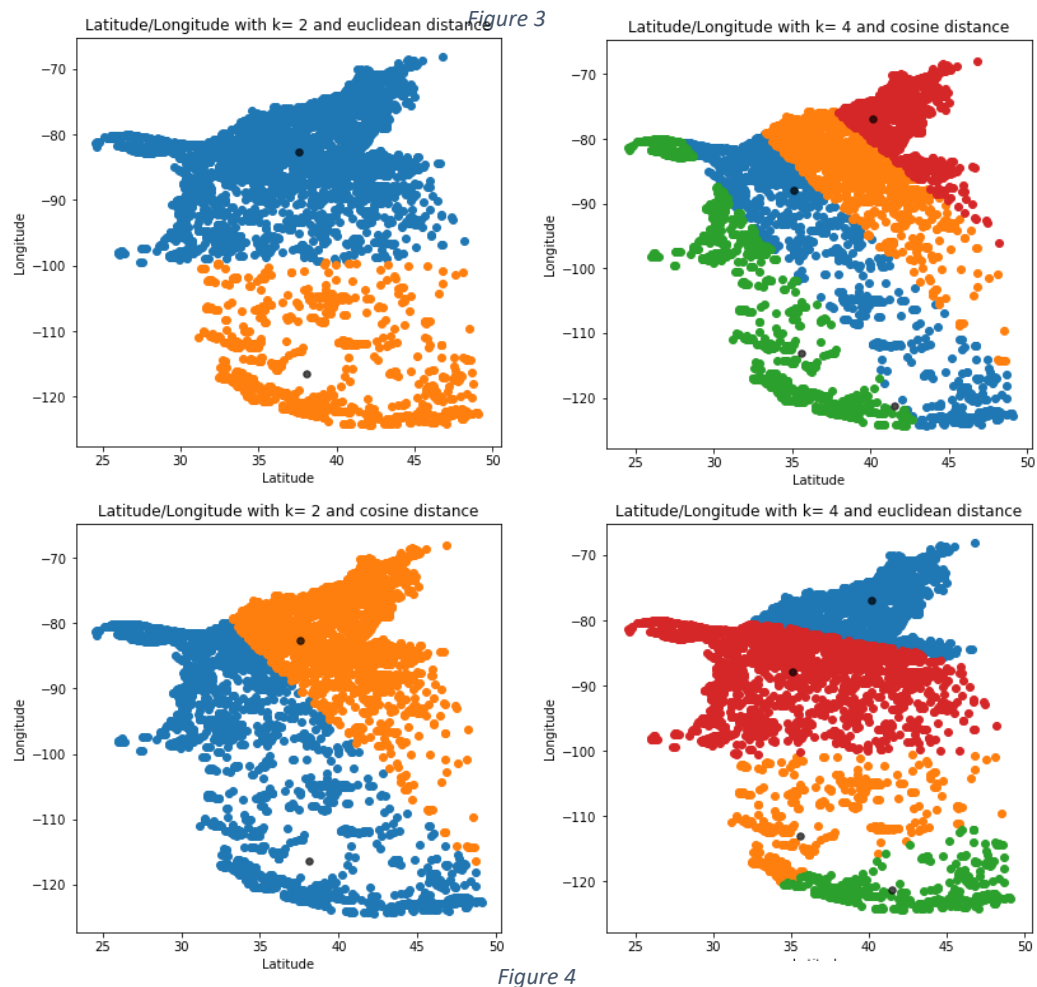 Figure 3
Latitude/Longitude with k= 2 and euclidean distance
−70
−80
−90
−100
−110
−120
Longitude
25 30 35 40 45 50
Latitude
Latitude/Longitude with k= 4 and cosine distance
−70
−80
−90
−100
−110
−120
Longitude
25 30 35 40 45 50
Latitude
Latitude/Longitude with k= 2 and cosine distance
−70
−80
−90
−100
−110
−120
Longitude
25 30 35 40 45 50
Latitude
Latitude/Longitude with k= 4 and euclidean distance
−70
−80
−90
−100
−110
−120
Longitude
25 30 35 40 45 50
Figure 4